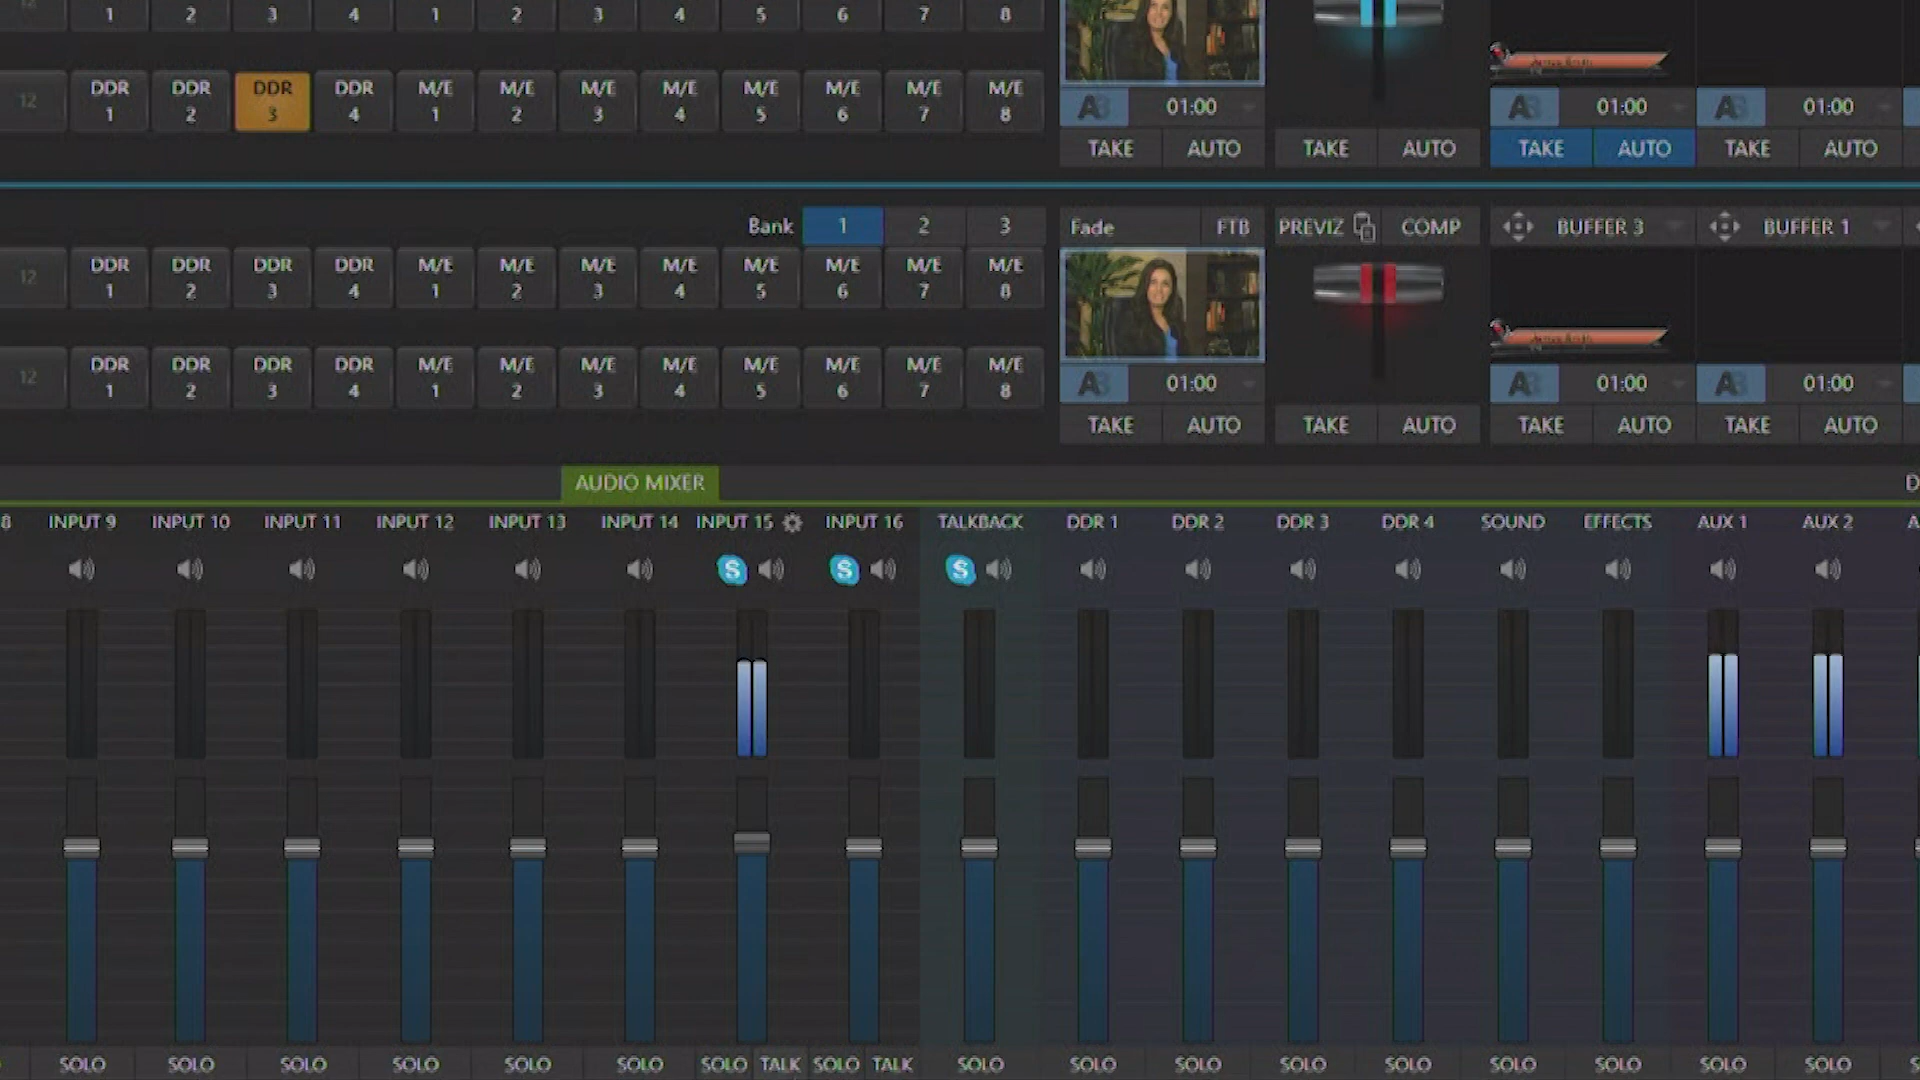 1 2 3 4 1 2 3 4 5 6 7 8
12 DDR 1 DDR 2 DDR 3 DDR 4 M/E 1 M/E 2 M/E 3 M/E 4 M/E 5 M/E 6 M/E 7 M/E 8
01:00 01:00 01:00
TAKE AUTO TAKE AUTO TAKE AUTO TAKE AUTO
Bank 1 2 3 Fade FTB PREVIZ COMP BUFFER 3 BUFFER 1
12 DDR 1 DDR 2 DDR 3 DDR 4 M/E 1 M/E 2 M/E 3 M/E 4 M/E 5 M/E 6 M/E 7 M/E 8
12 DDR 1 DDR 2 DDR 3 DDR 4 M/E 1 M/E 2 M/E 3 M/E 4 M/E 5 M/E 6 M/E 7 M/E 8
01:00 01:00 01:00
TAKE AUTO TAKE AUTO TAKE AUTO TAKE AUTO
AUDIO MIXER D
8 INPUT 9 INPUT 10 INPUT 11 INPUT 12 INPUT 13 INPUT 14 INPUT 15 INPUT 16 TALKBACK DDR 1 DDR 2 DDR 3 DDR 4 SOUND EFFECTS AUX 1 AUX 2 A
S S S
SOLO SOLO SOLO SOLO SOLO SOLO SOLO TALK SOLO TALK SOLO SOLO SOLO SOLO SOLO SOLO SOLO SOLO SOLO S